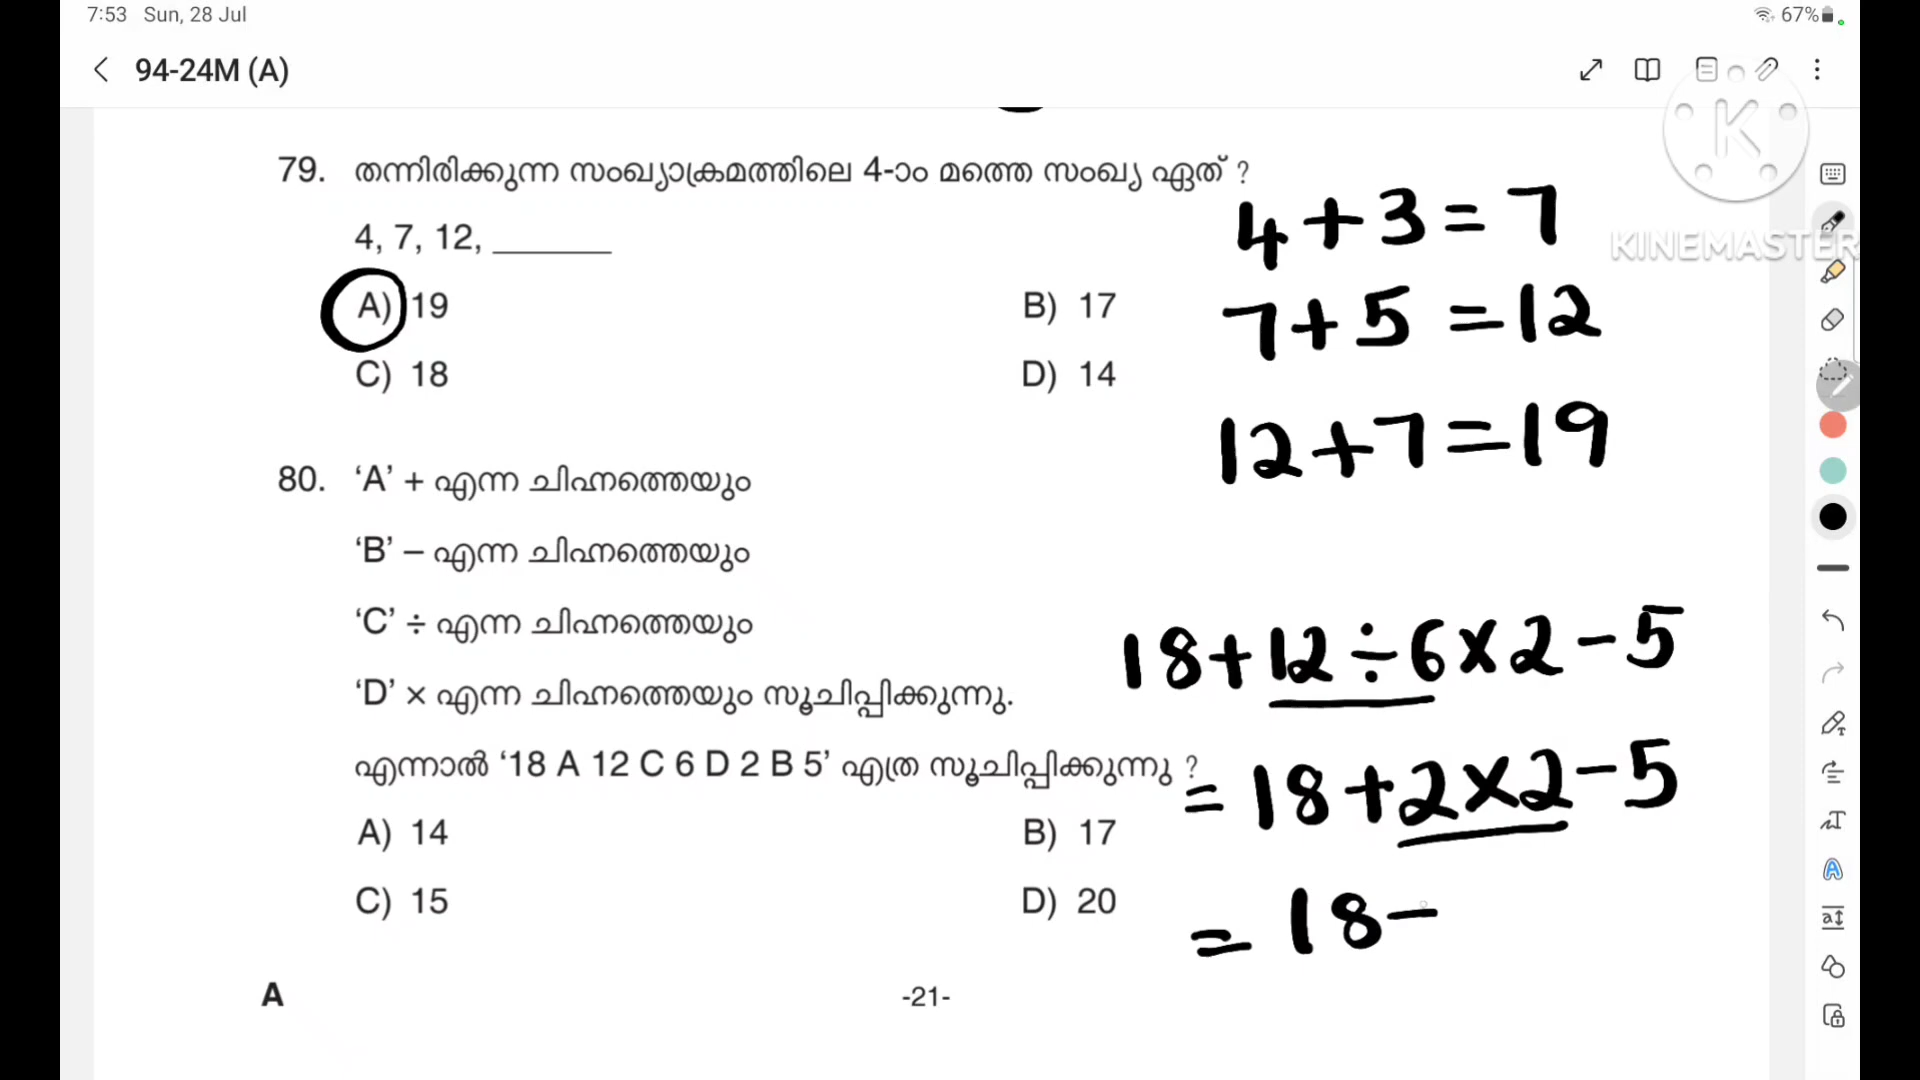 7:53 Sun, 28 Jul 67%
94-24M (A)
K
KINEMASTER
79. തന്നിരിക്കുന്ന സംഖ്യാക്രമത്തിലെ 4-ാം മത്തെ സംഖ്യ ഏത് ?
4, 7, 12, _______
A) 19 B) 17
C) 18 D) 14
4+3=7
7+5=12
12+7=19
80. ‘A’ + എന്ന ചിഹ്നത്തെയും
‘B’ – എന്ന ചിഹ്നത്തെയും
‘C’ ÷ എന്ന ചിഹ്നത്തെയും
‘D’ × എന്ന ചിഹ്നത്തെയും സൂചിപ്പിക്കുന്നു.
എന്നാൽ ‘18 A 12 C 6 D 2 B 5’ എത്ര സൂചിപ്പിക്കുന്നു ?
A) 14 B) 17
C) 15 D) 20
18+12÷6×2-5
= 18+2×2-5
= 18-
A -21-